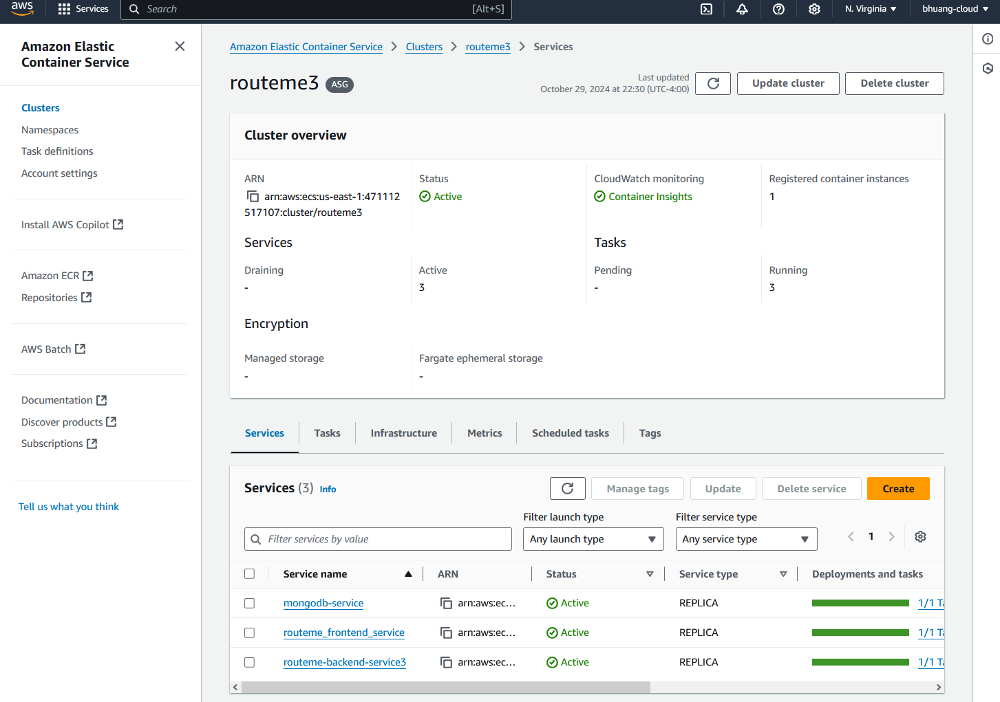 aws
Services
Search
[Alt+S]
N. Virginia
bhuang-cloud
Amazon Elastic
Container Service
Clusters
Namespaces
Task definitions
Account settings
Install AWS Copilot
Amazon ECR
Repositories
AWS Batch
Documentation
Discover products
Subscriptions
Tell us what you think
Amazon Elastic Container Service > Clusters > routeme3 > Services
routeme3 ASG
Last updated
October 29, 2024 at 22:30 (UTC-4:00)
Update cluster
Delete cluster
Cluster overview
ARN
arn:aws:ecs:us-east-1:471112
517107:cluster/routeme3
Status
Active
CloudWatch monitoring
Container Insights
Registered container instances
1
Services
Tasks
Draining
-
Active
3
Pending
-
Running
3
Encryption
Managed storage
-
Fargate ephemeral storage
-
Services Tasks Infrastructure Metrics Scheduled tasks Tags
Services (3) Info
Manage tags
Update
Delete service
Create
Filter services by value
Filter launch type
Any launch type
Filter service type
Any service type
1
Service name ARN Status Service type Deployments and tasks
mongodb-service arn:aws:ec... Active REPLICA 1/1
routeme_frontend_service arn:aws:ec... Active REPLICA 1/1
routeme-backend-service3 arn:aws:ec... Active REPLICA 1/1